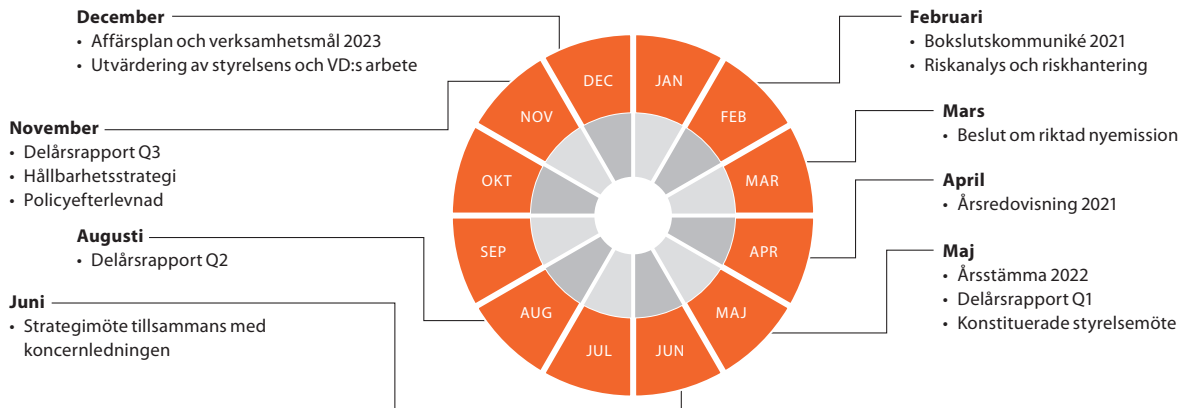 December
• Affärsplan och verksamhetsmål 2023
• Utvärdering av styrelsens och VD:s arbete
November
• Delårsrapport Q3
• Hållbarhetsstrategi
• Policyefterlevnad
Augusti
• Delårsrapport Q2
Juni
• Strategimöte tillsammans med
koncernledningen
JAN
FEB
MAR
APR
MAJ
JUN
JUL
AUG
SEP
OKT
NOV
DEC
Februari
• Bokslutskommuniké 2021
• Riskanalys och riskhantering
Mars
• Beslut om riktad nyemission
April
• Årsredovisning 2021
Maj
• Årsstämma 2022
• Delårsrapport Q1
• Konstituerade styrelsemöte